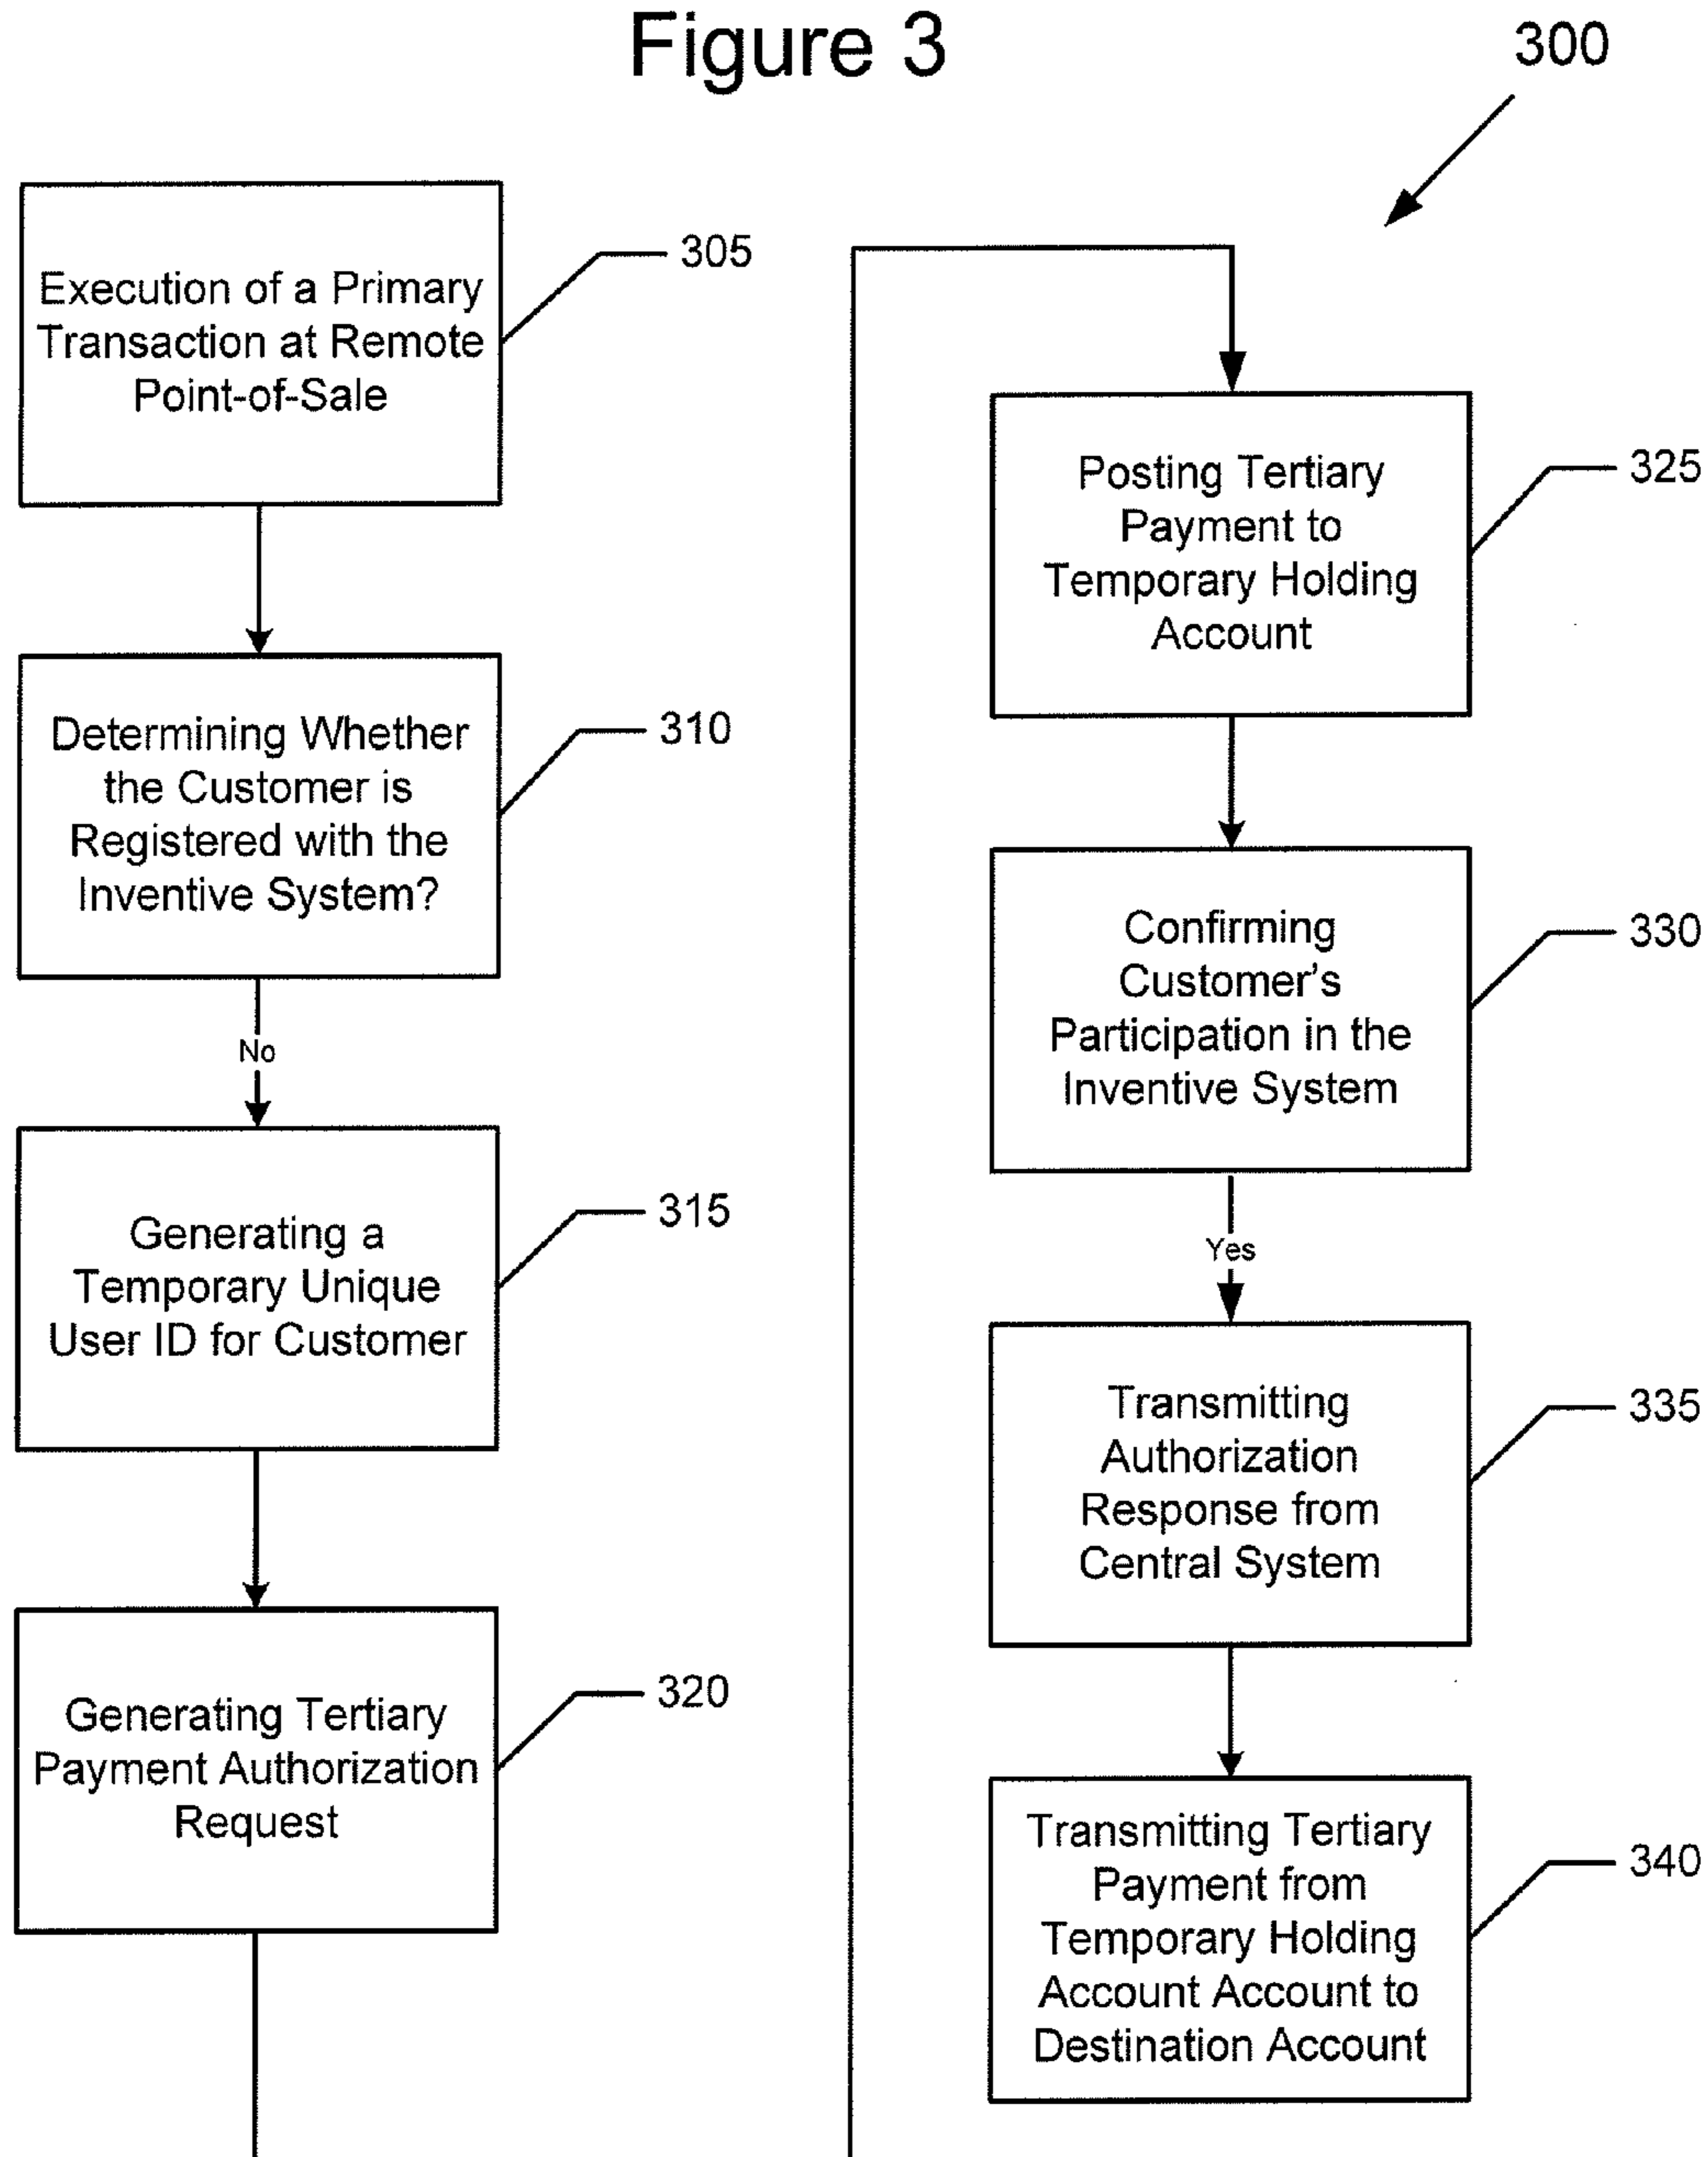 Figure 3
300
Execution of a Primary
Transaction at Remote
Point-of-Sale
305
Determining Whether
the Customer is
Registered with the
Inventive System?
310
No
Generating a
Temporary Unique
User ID for Customer
315
Generating Tertiary
Payment Authorization
Request
320
Posting Tertiary
Payment to
Temporary Holding
Account
325
Confirming
Customer's
Participation in the
Inventive System
330
Yes
Transmitting
Authorization
Response from
Central System
335
Transmitting Tertiary
Payment from
Temporary Holding
Account Account to
Destination Account
340